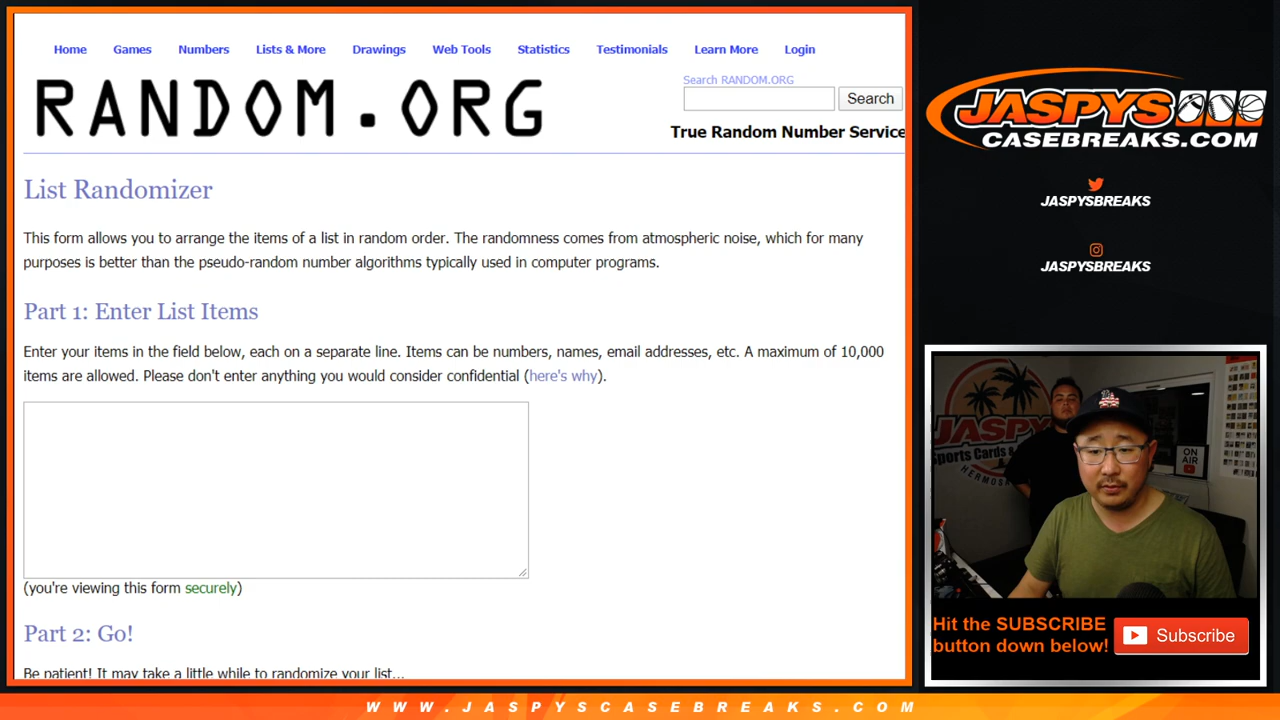 Home Games Numbers Lists & More Drawings Web Tools Statistics Testimonials Learn More Login
RANDOM.ORG
Search RANDOM.ORG
Search
True Random Number Service
List Randomizer
This form allows you to arrange the items of a list in random order. The randomness comes from atmospheric noise, which for many
purposes is better than the pseudo-random number algorithms typically used in computer programs.
Part 1: Enter List Items
Enter your items in the field below, each on a separate line. Items can be numbers, names, email addresses, etc. A maximum of 10,000
items are allowed. Please don't enter anything you would consider confidential (here's why).
(you're viewing this form securely)
Part 2: Go!
Be patient! It may take a little while to randomize your list...
JASPYS
CASEBREAKS.COM
JASPYSBREAKS
JASPYSBREAKS
JASPYS
Sports Cards &
HERMOSA
ON
AIR
Hit the SUBSCRIBE
button down below!
Subscribe
WWW.JASPYSCASEBREAKS.COM